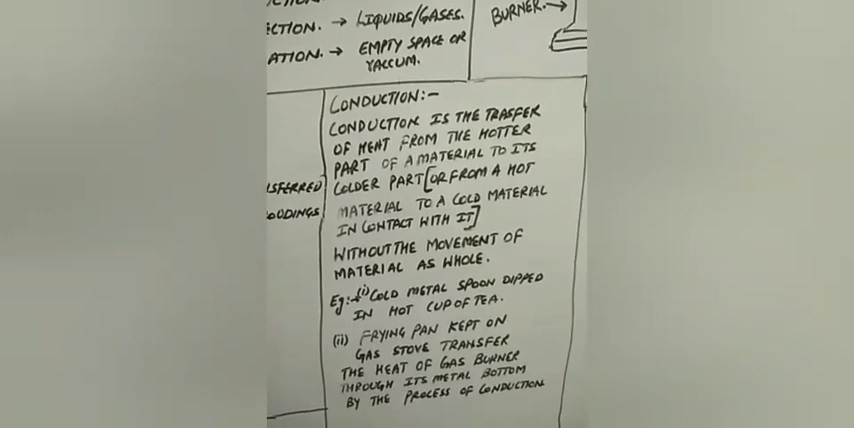 ECTION. → LIQUIDS/GASES.
ATION. → EMPTY SPACE OR
VACCUM.
BURNER. →
SFERRED
OODINGS
CONDUCTION:-
CONDUCTION IS THE TRASFER
OF HEAT FROM THE HOTTER
PART OF A MATERIAL TO ITS
COLDER PART [OR FROM A HOT
MATERIAL TO A COLD MATERIAL
IN CONTACT WITH IT]
WITHOUT THE MOVEMENT OF
MATERIAL AS WHOLE.
Eg:- (i) COLD METAL SPOON DIPPED
IN HOT CUP OF TEA.
(ii) FRYING PAN KEPT ON
GAS STOVE TRANSFER
THE HEAT OF GAS BURNER
THROUGH ITS METAL BOTTOM
BY THE PROCESS OF CONDUCTION